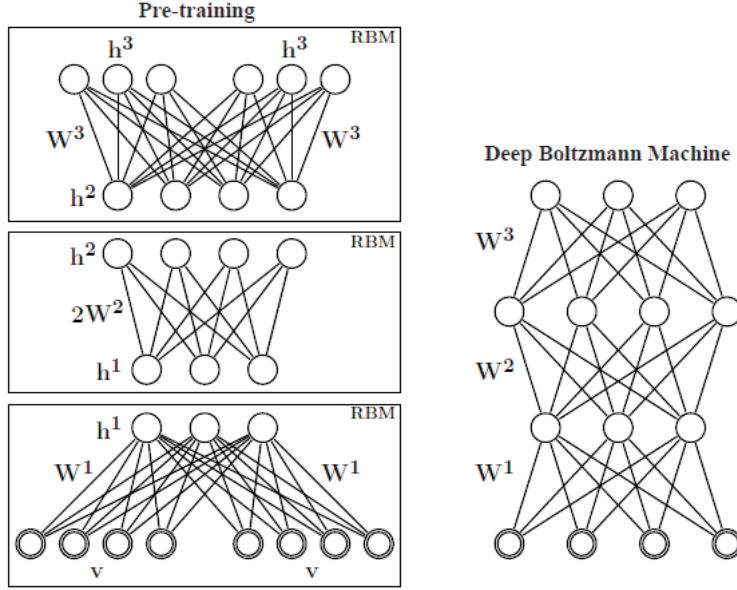 Pre-training
RBM
h³ h³
W³ W³
h²
RBM
h²
2W²
h¹
RBM
h¹
W¹ W¹
v v
Deep Boltzmann Machine
W³
W²
W¹